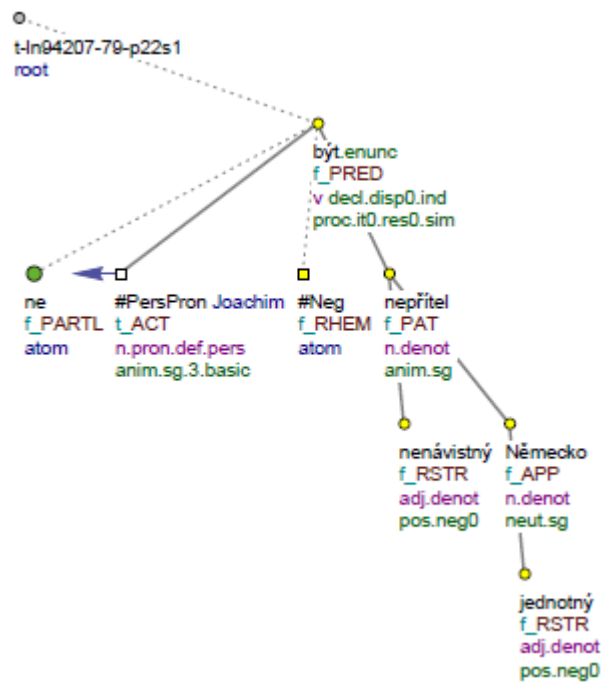 t-ln94207-79-p22s1
root
být.enunc
f_PRED
v decl.disp0.ind
proc.it0.res0.sim
ne
f_PARTL
atom
#PersPron Joachim
t_ACT
n.pron.def.pers
anim.sg.3.basic
#Neg
f_RHEM
atom
nepřítel
f_PAT
n.denot
anim.sg
nenávistný
f_RSTR
adj.denot
pos.neg0
Německo
f_APP
n.denot
neut.sg
jednotný
f_RSTR
adj.denot
pos.neg0